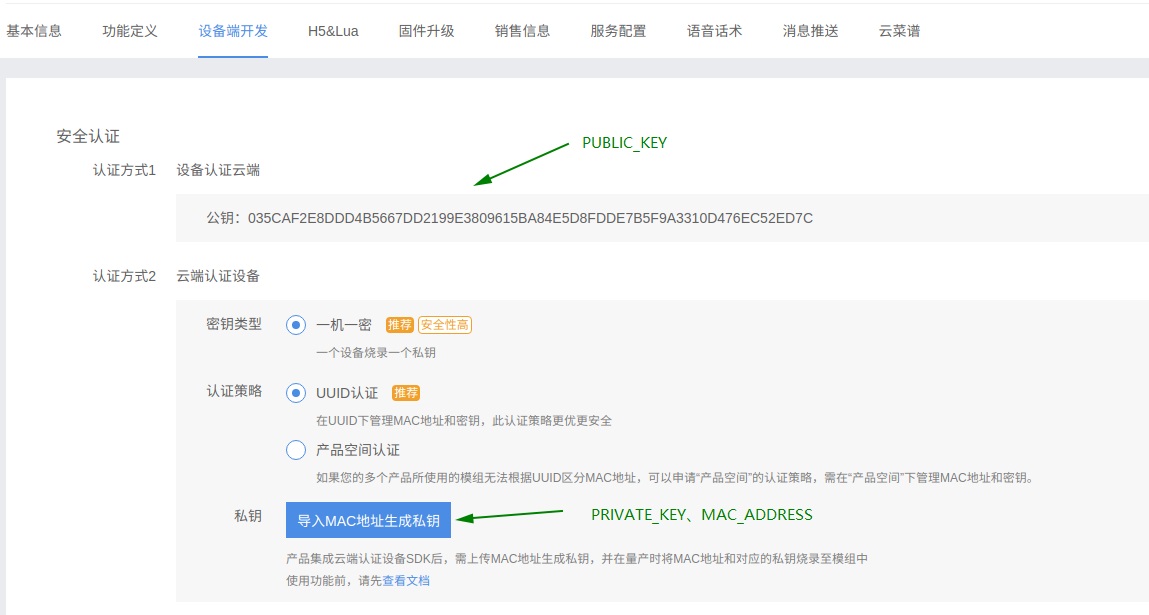 基本信息 功能定义 设备端开发 H5&Lua 固件升级 销售信息 服务配置 语音话术 消息推送 云菜谱
安全认证
PUBLIC_KEY
认证方式1 设备认证云端
公钥：035CAF2E8DDD4B5667DD2199E3809615BA84E5D8FDDE7B5F9A3310D476EC52ED7C
认证方式2 云端认证设备
密钥类型 一机一密 推荐 安全性高
一个设备烧录一个私钥
认证策略 UUID认证 推荐
在UUID下管理MAC地址和密钥，此认证策略更优更安全
产品空间认证
如果您的多个产品所使用的模组无法根据UUID区分MAC地址，可以申请“产品空间”的认证策略，需在“产品空间”下管理MAC地址和密钥。
私钥 导入MAC地址生成私钥 PRIVATE_KEY、MAC_ADDRESS
产品集成云端认证设备SDK后，需上传MAC地址生成私钥，并在量产时将MAC地址和对应的私钥烧录至模组中
使用功能前，请先查看文档